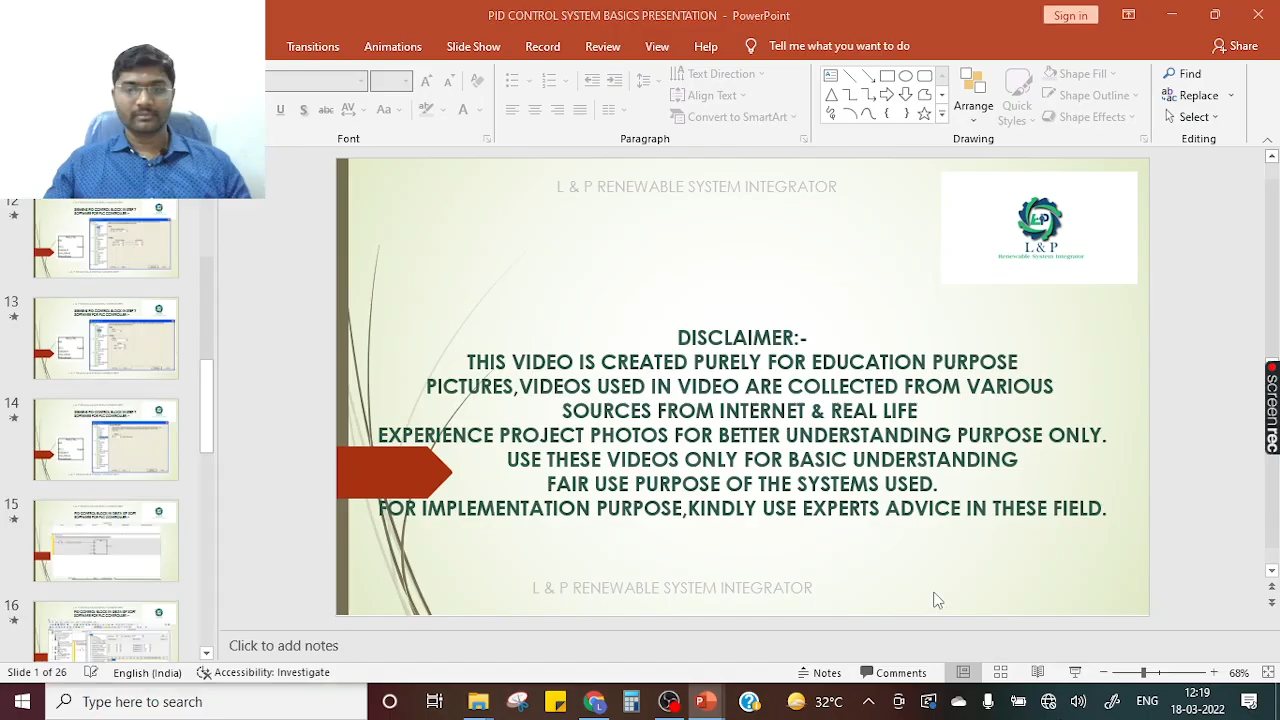 PID CONTROL SYSTEM BASICS PRESENTATION - PowerPoint
Sign in
Transitions Animations Slide Show Record Review View Help Tell me what you want to do
Share
Text Direction
Align Text
Convert to SmartArt
Arrange
Quick Styles
Shape Fill
Shape Outline
Shape Effects
Find
Replace
Select
Font
Paragraph
Drawing
Editing
13
14
15
16
L & P RENEWABLE SYSTEM INTEGRATOR
L & P
Renewable System Integrator
DISCLAIMER:-
THIS VIDEO IS CREATED PURELY FOR EDUCATION PURPOSE
PICTURES,VIDEOS USED IN VIDEO ARE COLLECTED FROM VARIOUS
SOURCES FROM INTERNET & REAL LIFE
EXPERIENCE PROJECT PHOTOS FOR BETTER UNDERSTANDING PURPOSE ONLY.
USE THESE VIDEOS ONLY FOR BASIC UNDERSTANDING
FAIR USE PURPOSE OF THE SYSTEMS USED.
FOR IMPLEMENTATION PURPOSE,KINDLY USE EXPERTS ADVICE IN THESE FIELD.
L & P RENEWABLE SYSTEM INTEGRATOR
screen rec
Click to add notes
Slide 1 of 26 English (India) Accessibility: Investigate Notes Comments 68%
Type here to search
32°C
ENG
12:19
18-03-2022